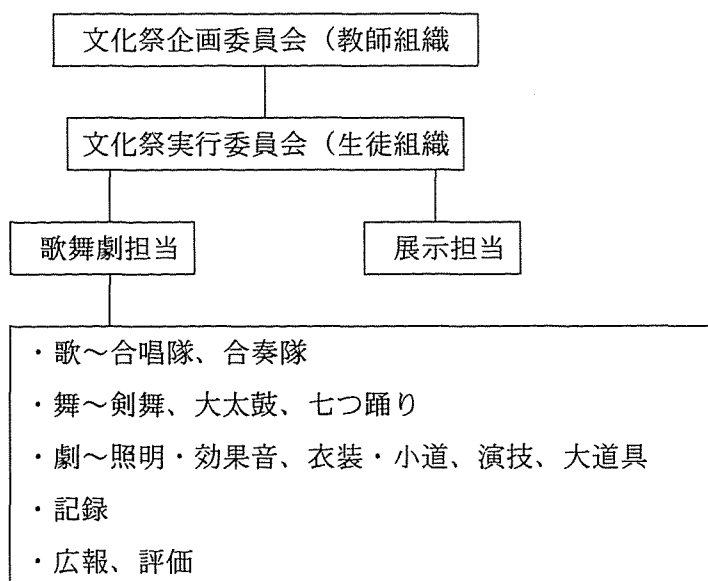 文化祭企画委員会（教師組織
文化祭実行委員会（生徒組織
歌舞劇担当
展示担当
・歌～合唱隊、合奏隊
・舞～剣舞、大太鼓、七つ踊り
・劇～照明・効果音、衣装・小道、演技、大道具
・記録
・広報、評価